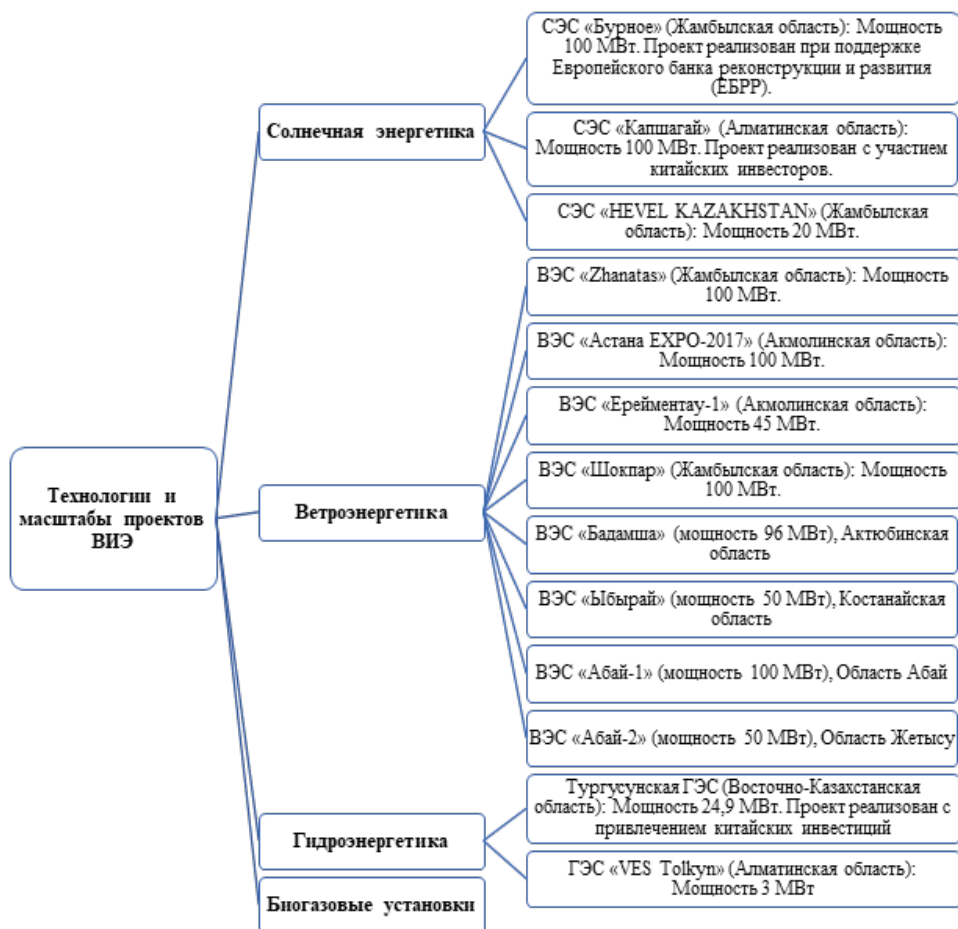 Технологии и
масштабы проектов
ВИЭ
Солнечная энергетика
СЭС «Бурное» (Жамбылская область): Мощность
100 МВт. Проект реализован при поддержке
Европейского банка реконструкции и развития
(ЕБРР).
СЭС «Капшагай» (Алматинская область):
Мощность 100 МВт. Проект реализован с участием
китайских инвесторов.
СЭС «HEVEL KAZAKHSTAN» (Жамбылская
область): Мощность 20 МВт.
Ветроэнергетика
ВЭС «Zhanatas» (Жамбылская область): Мощность
100 МВт.
ВЭС «Астана EXPO-2017» (Акмолинская область):
Мощность 100 МВт.
ВЭС «Ерейментау-1» (Акмолинская область):
Мощность 45 МВт.
ВЭС «Шокпар» (Жамбылская область): Мощность
100 МВт.
ВЭС «Бадамша» (мощность 96 МВт), Актюбинская
область
ВЭС «Ыбырай» (мощность 50 МВт), Костанайская
область
ВЭС «Абай-1» (мощность 100 МВт), Область Абай
ВЭС «Абай-2» (мощность 50 МВт), Область Жетысу
Гидроэнергетика
Тургусунская ГЭС (Восточно-Казахстанская
область): Мощность 24,9 МВт. Проект реализован с
привлечением китайских инвестиций
ГЭС «VES Tolkyn» (Алматинская область):
Мощность 3 МВт
Биогазовые установки